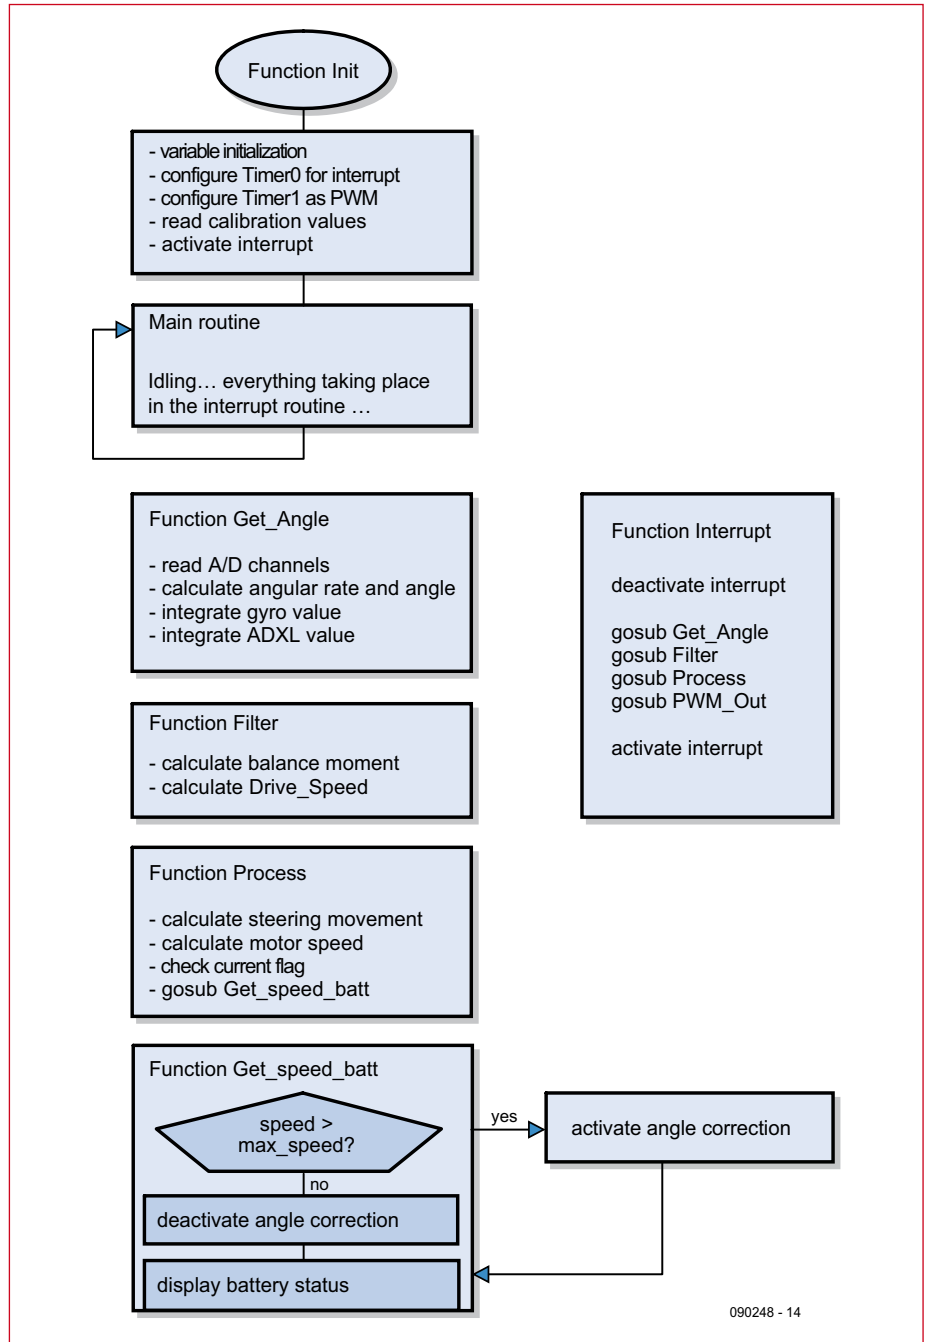 Function Init
- variable initialization
- configure Timer0 for interrupt
- configure Timer1 as PWM
- read calibration values
- activate interrupt
Main routine
Idling… everything taking place
in the interrupt routine …
Function Get_Angle
- read A/D channels
- calculate angular rate and angle
- integrate gyro value
- integrate ADXL value
Function Interrupt
deactivate interrupt
gosub Get_Angle
gosub Filter
gosub Process
gosub PWM_Out
activate interrupt
Function Filter
- calculate balance moment
- calculate Drive_Speed
Function Process
- calculate steering movement
- calculate motor speed
- check current flag
- gosub Get_speed_batt
Function Get_speed_batt
speed >
max_speed?
yes
activate angle correction
no
deactivate angle correction
display battery status
090248 - 14